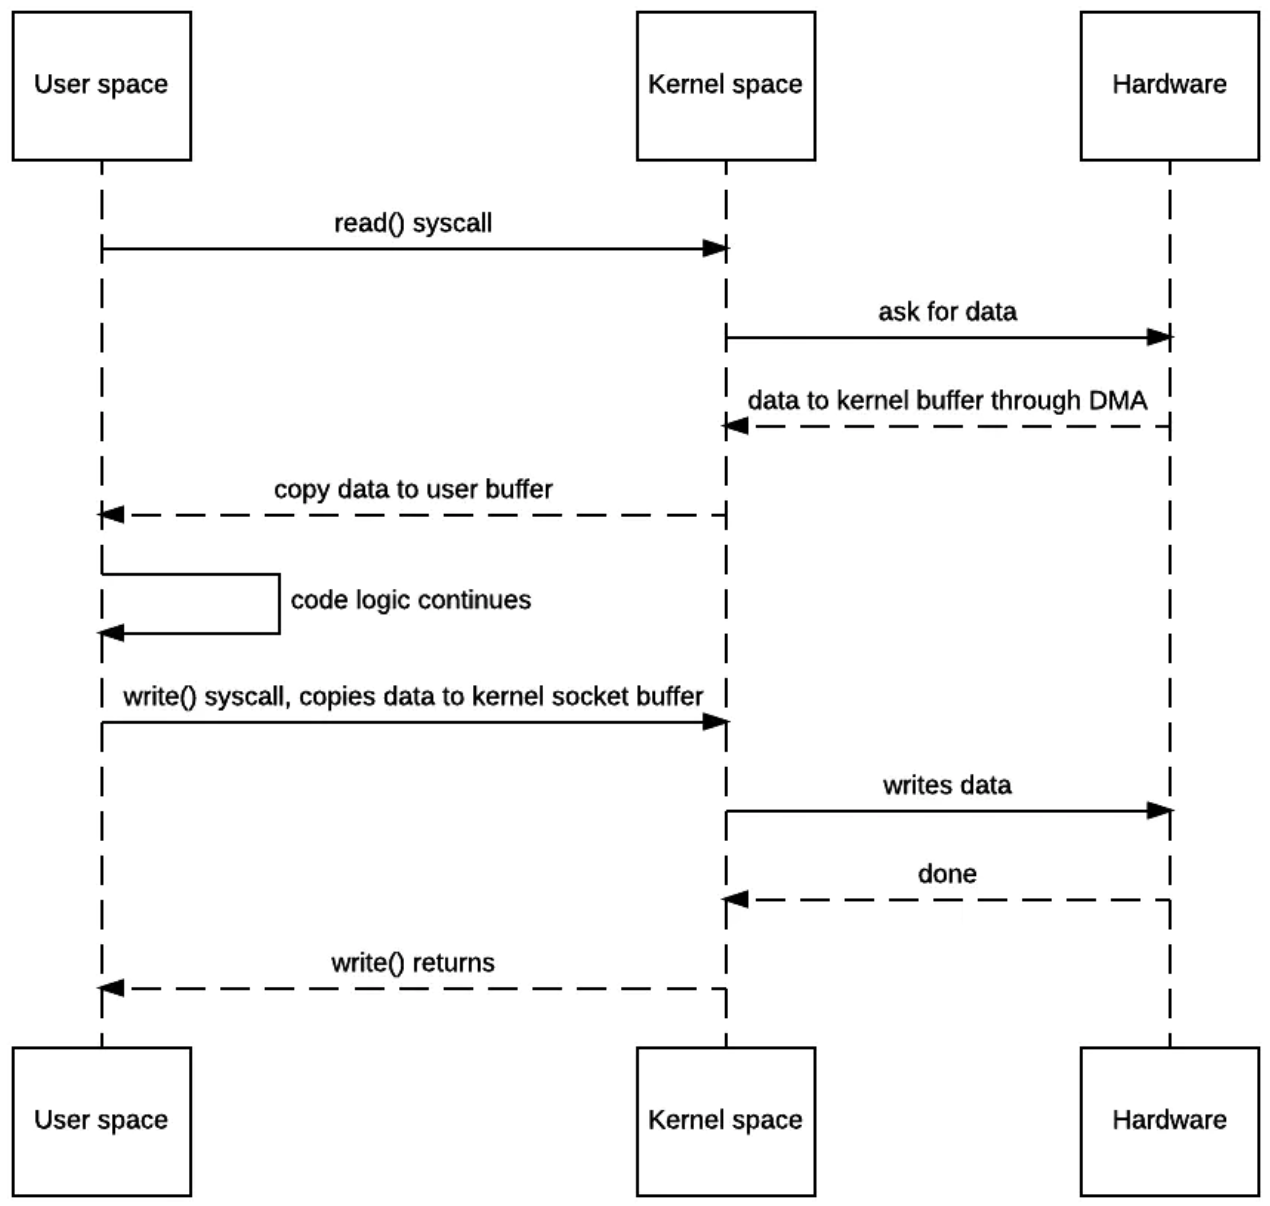 User space
Kernel space
Hardware
read() syscall
ask for data
data to kernel buffer through DMA
copy data to user buffer
code logic continues
write() syscall, copies data to kernel socket buffer
writes data
done
write() returns
User space
Kernel space
Hardware